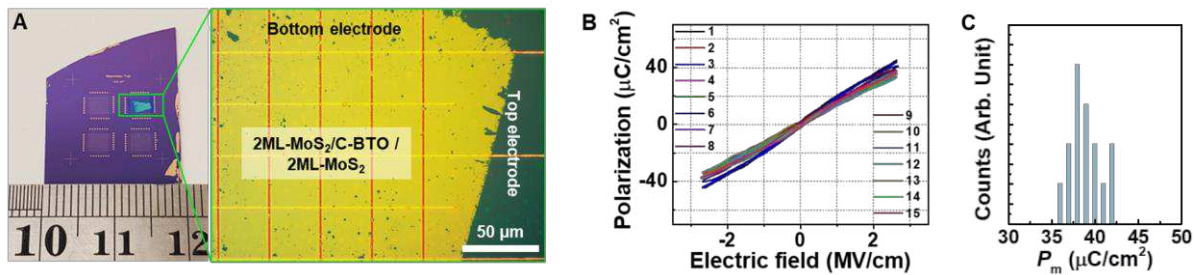 A
10 11 12
Bottom electrode
Top electrode
2ML-MoS₂/C-BTO /
2ML-MoS₂
50 μm
B
Polarization (μC/cm²)
40
0
-40
-2 0 2
Electric field (MV/cm)
1
2
3
4
5
6
7
8
9
10
11
12
13
14
15
C
Counts (Arb. Unit)
30 35 40 45 50
Pm (μC/cm²)